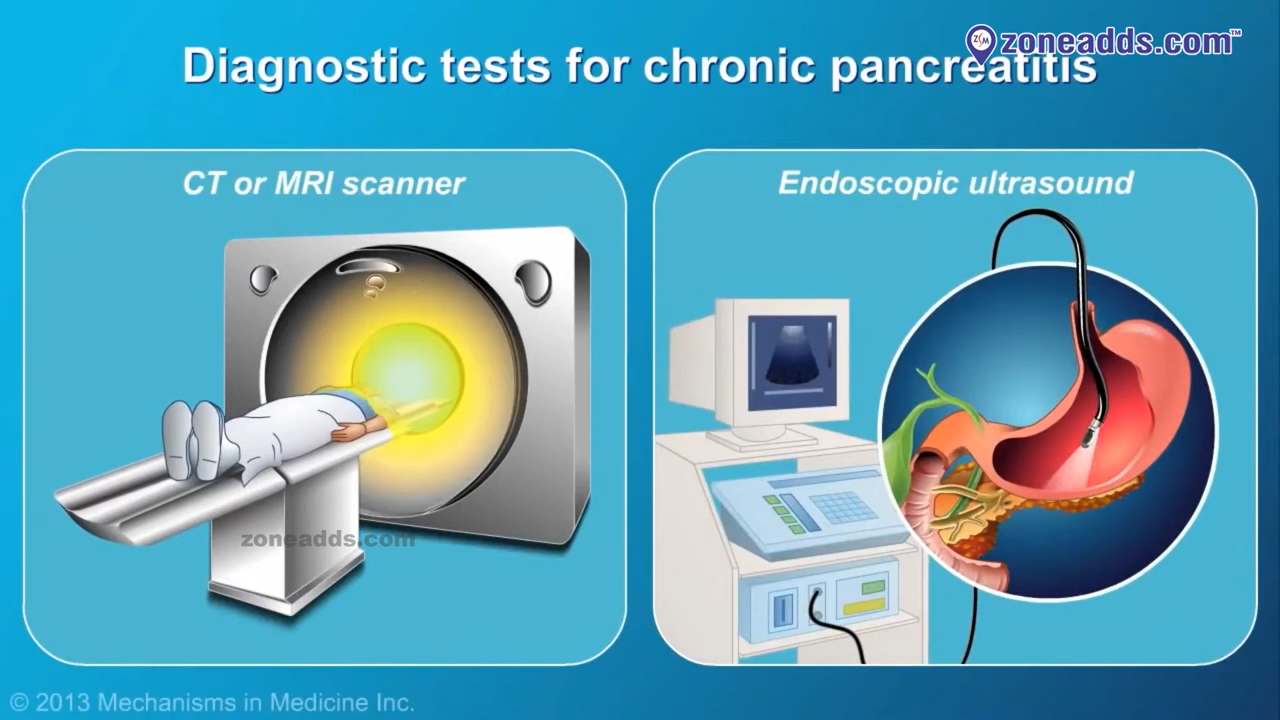 zoneadds.com™
Diagnostic tests for chronic pancreatitis
CT or MRI scanner
Endoscopic ultrasound
zoneadds.com
© 2013 Mechanisms in Medicine Inc.